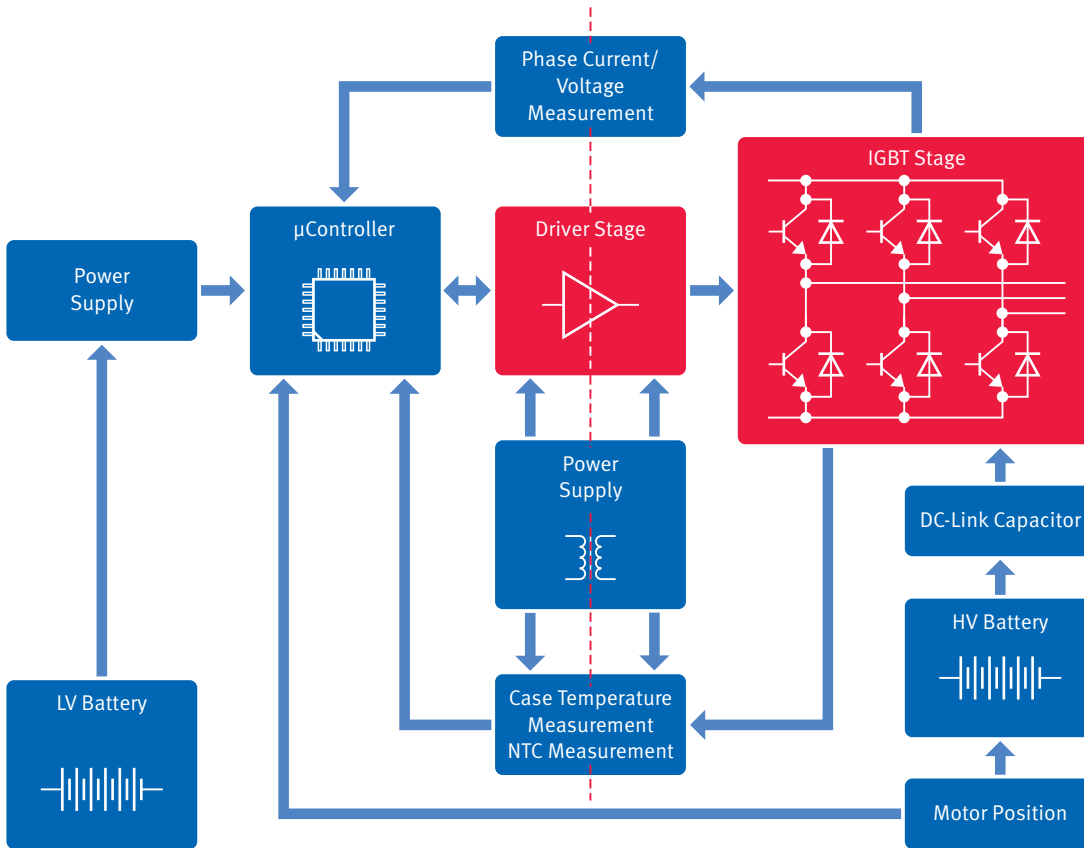 Phase Current/
Voltage
Measurement
IGBT Stage
µController
Driver Stage
Power
Supply
Power
Supply
DC-Link Capacitor
HV Battery
LV Battery
Case Temperature
Measurement
NTC Measurement
Motor Position